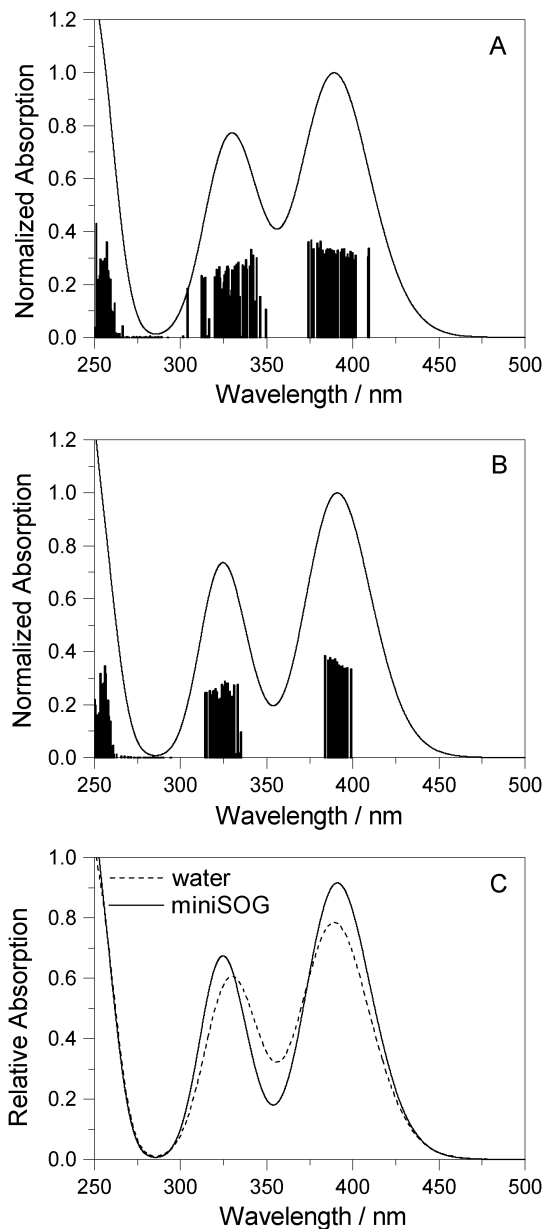 A
1.2
1.0
0.8
0.6
0.4
0.2
0.0
Normalized Absorption
250 300 350 400 450 500
Wavelength / nm
B
1.2
1.0
0.8
0.6
0.4
0.2
0.0
Normalized Absorption
250 300 350 400 450 500
Wavelength / nm
C
water
miniSOG
1.0
0.8
0.6
0.4
0.2
0.0
Relative Absorption
250 300 350 400 450 500
Wavelength / nm